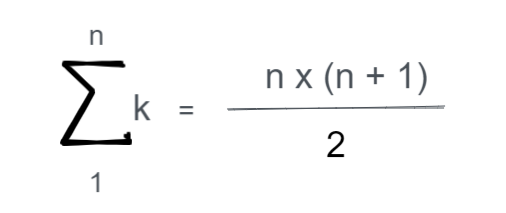 n
∑ k = n x (n + 1)
2
1